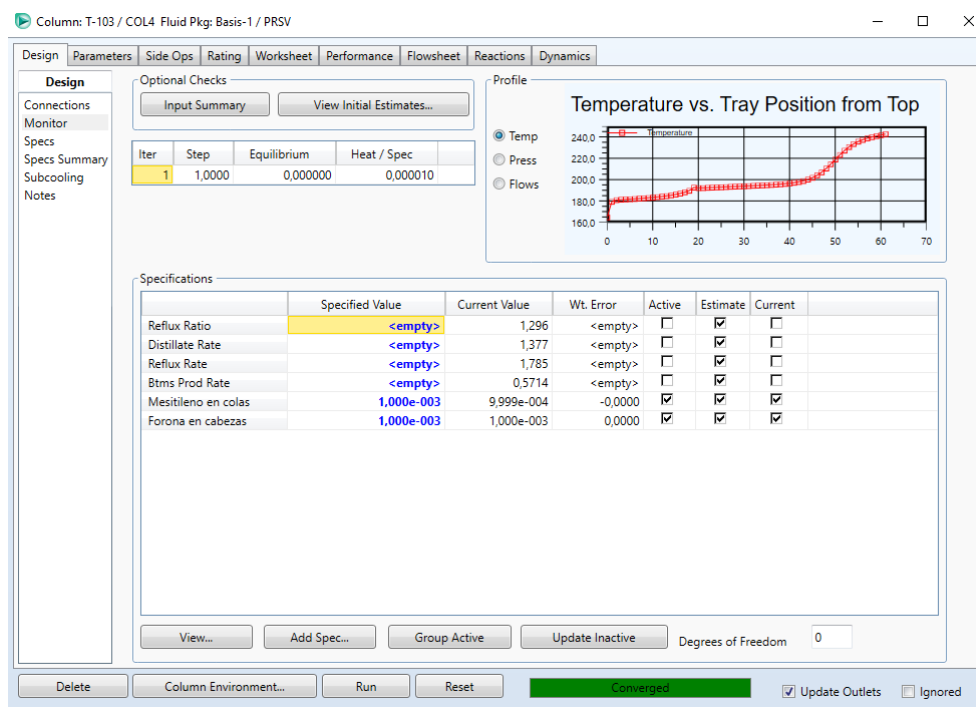 Column: T-103 / COL4 Fluid Pkg: Basis-1 / PRSV
Design Parameters Side Ops Rating Worksheet Performance Flowsheet Reactions Dynamics
Design
Connections
Monitor
Specs
Specs Summary
Subcooling
Notes
Optional Checks
Input Summary View Initial Estimates...
Iter Step Equilibrium Heat / Spec
1 1,0000 0,000000 0,000010
Profile
Temp
Press
Flows
Temperature vs. Tray Position from Top
Temperature
240,0
220,0
200,0
180,0
160,0
0 10 20 30 40 50 60 70
Specifications
Specified Value Current Value Wt. Error Active Estimate Current
Reflux Ratio <empty> 1,296 <empty>
Distillate Rate <empty> 1,377 <empty>
Reflux Rate <empty> 1,785 <empty>
Btms Prod Rate <empty> 0,5714 <empty>
Mesitileno en colas 1,000e-003 9,999e-004 -0,0000
Forona en cabezas 1,000e-003 1,000e-003 0,0000
View... Add Spec... Group Active Update Inactive Degrees of Freedom 0
Delete Column Environment... Run Reset Converged Update Outlets Ignored